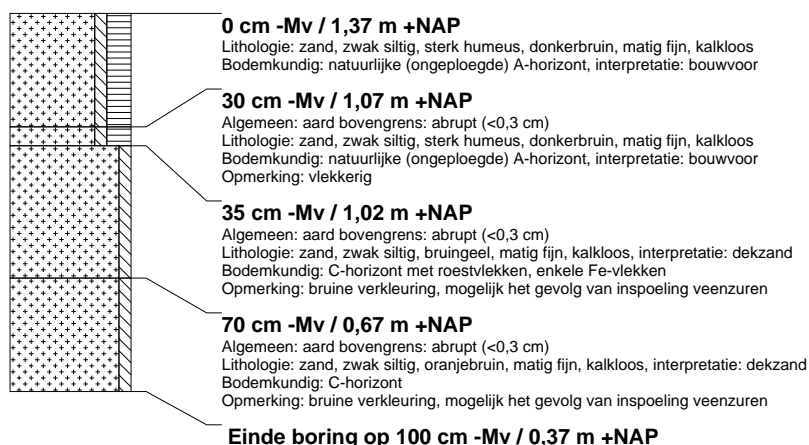 0 cm -Mv / 1,37 m +NAP
Lithologie: zand, zwak siltig, sterk humeus, donkerbruin, matig fijn, kalkloos
Bodemkundig: natuurlijke (ongeploegde) A-horizont, interpretatie: bouwvoor
30 cm -Mv / 1,07 m +NAP
Algemeen: aard bovengrens: abrupt (<0,3 cm)
Lithologie: zand, zwak siltig, sterk humeus, donkerbruin, matig fijn, kalkloos
Bodemkundig: natuurlijke (ongeploegde) A-horizont, interpretatie: bouwvoor
Opmerking: vlekkerig
35 cm -Mv / 1,02 m +NAP
Algemeen: aard bovengrens: abrupt (<0,3 cm)
Lithologie: zand, zwak siltig, bruingeel, matig fijn, kalkloos, interpretatie: dekzand
Bodemkundig: C-horizont met roestvlekken, enkele Fe-vlekken
Opmerking: bruine verkleuring, mogelijk het gevolg van inspoeling veenzuren
70 cm -Mv / 0,67 m +NAP
Algemeen: aard bovengrens: abrupt (<0,3 cm)
Lithologie: zand, zwak siltig, oranjebruin, matig fijn, kalkloos, interpretatie: dekzand
Bodemkundig: C-horizont
Opmerking: bruine verkleuring, mogelijk het gevolg van inspoeling veenzuren
Einde boring op 100 cm -Mv / 0,37 m +NAP